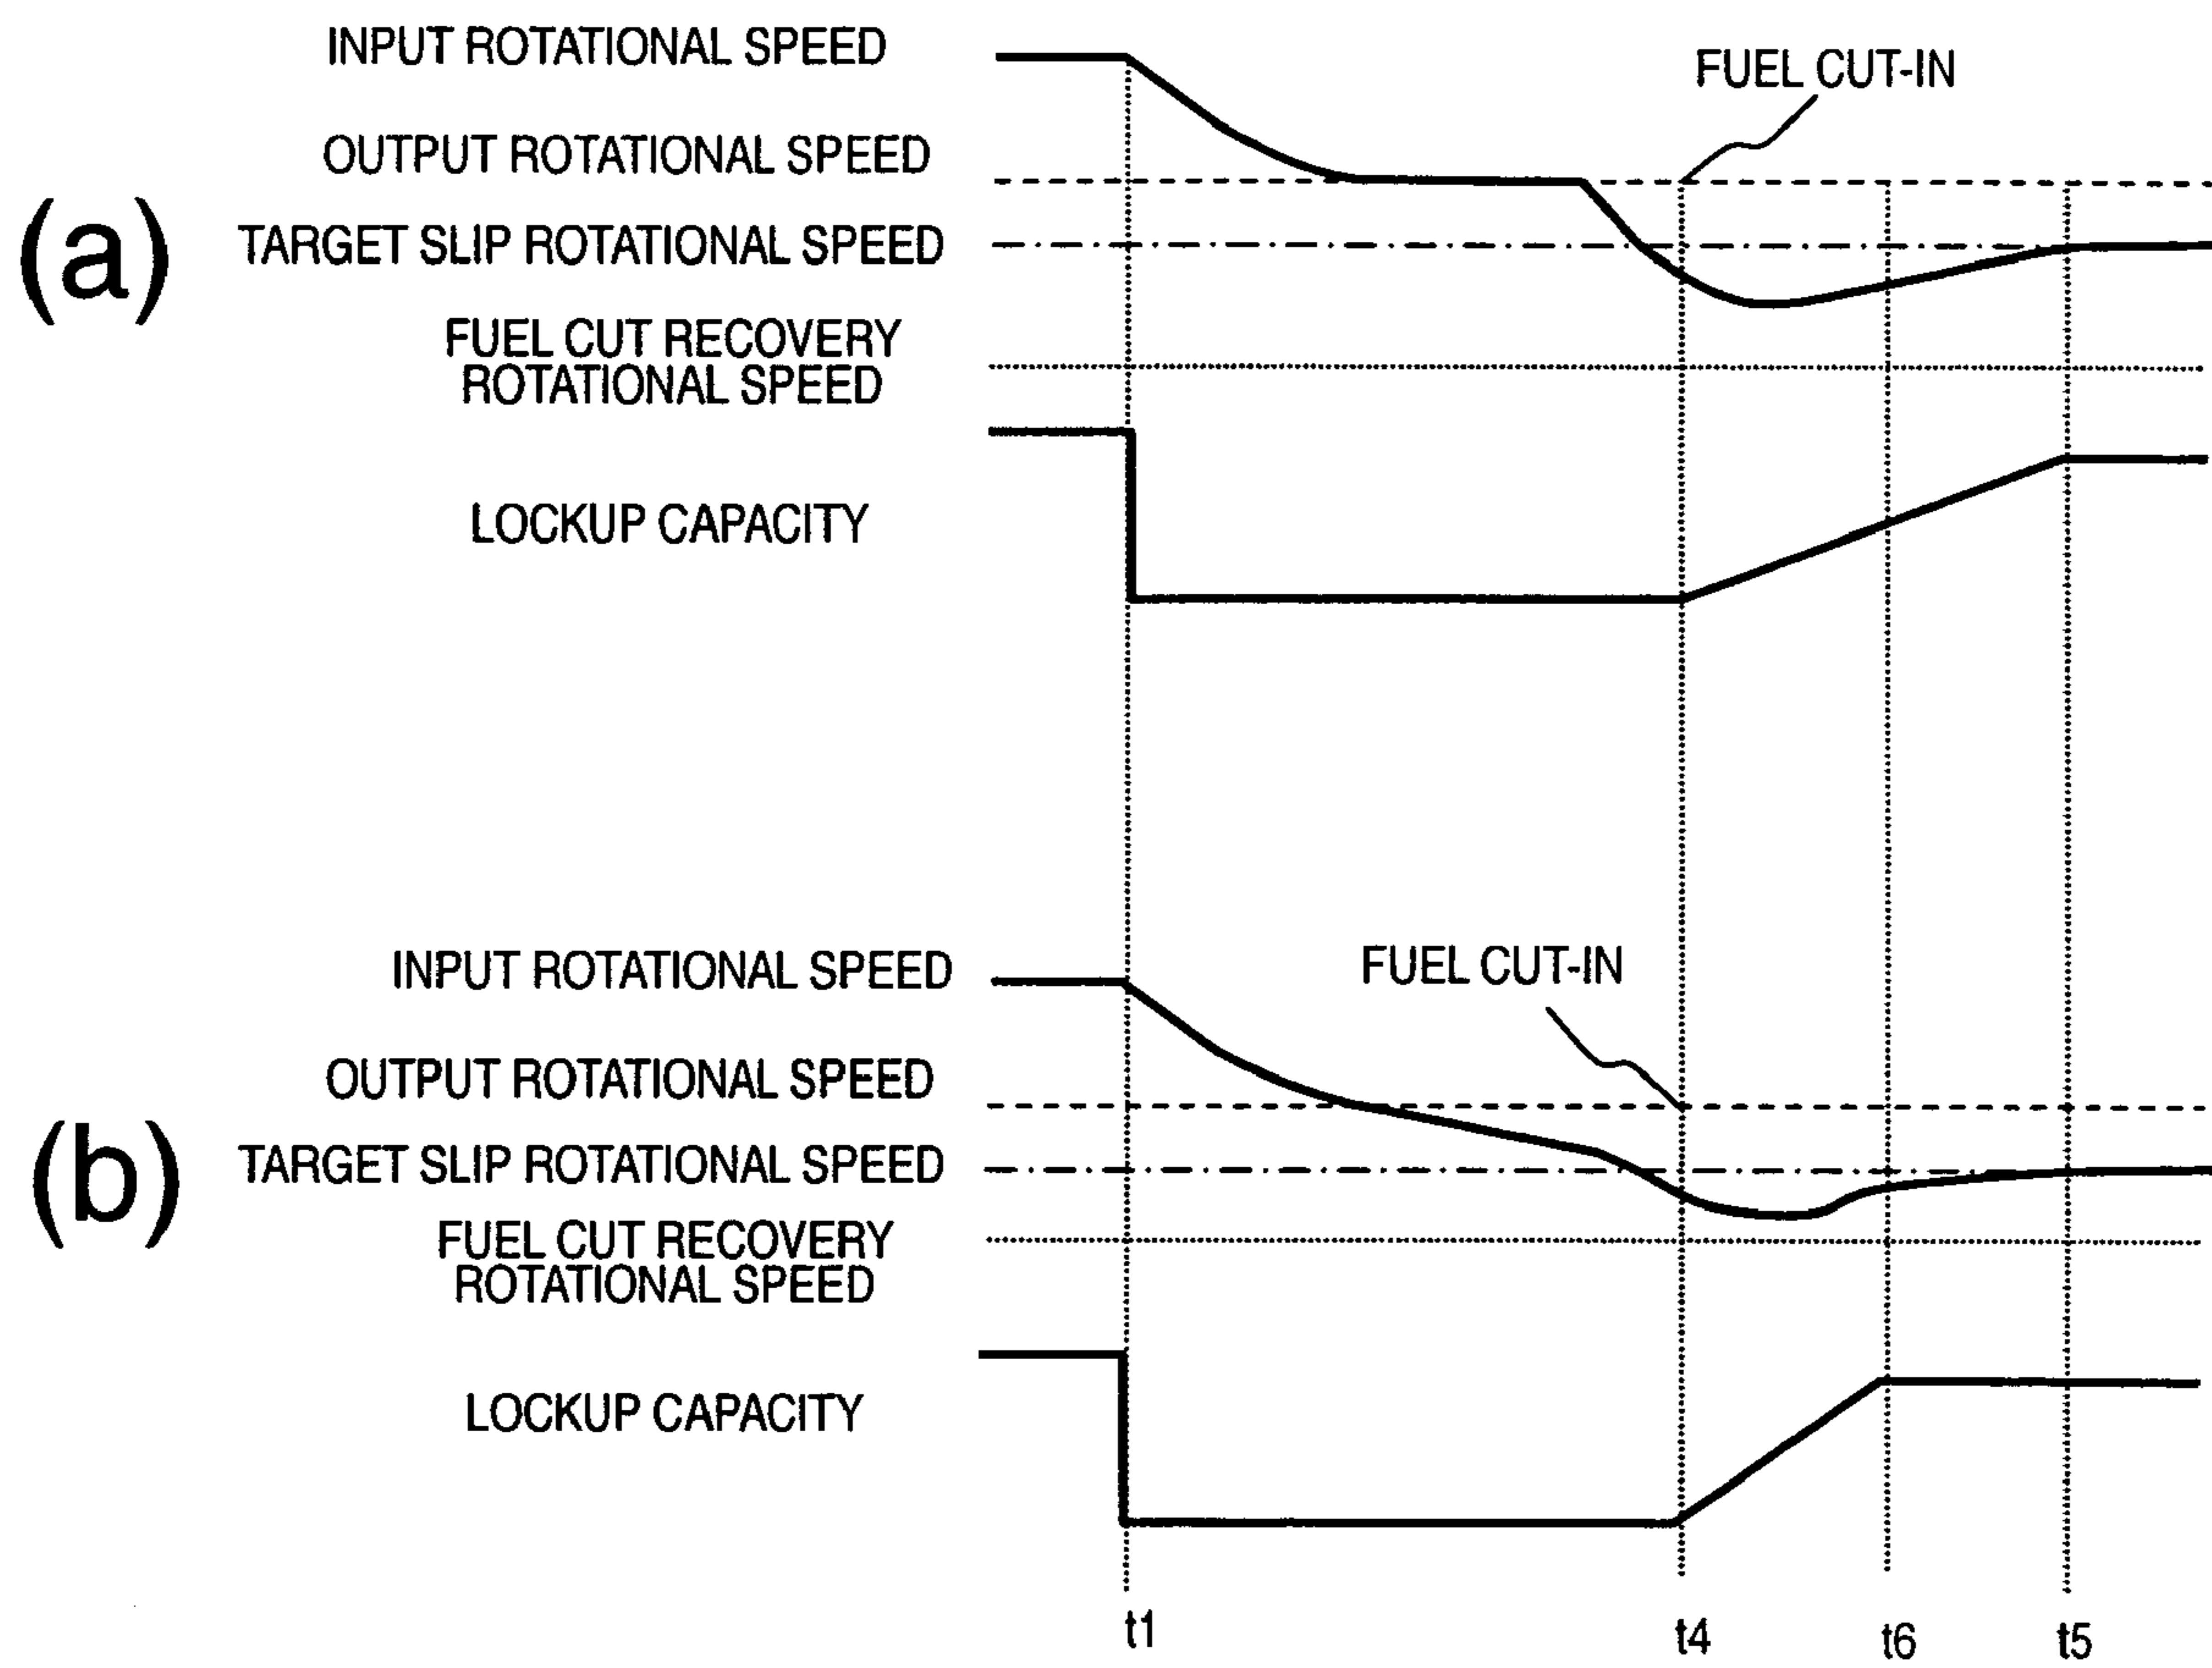 (a)
INPUT ROTATIONAL SPEED
FUEL CUT-IN
OUTPUT ROTATIONAL SPEED
TARGET SLIP ROTATIONAL SPEED
FUEL CUT RECOVERY
ROTATIONAL SPEED
LOCKUP CAPACITY
(b)
INPUT ROTATIONAL SPEED
FUEL CUT-IN
OUTPUT ROTATIONAL SPEED
TARGET SLIP ROTATIONAL SPEED
FUEL CUT RECOVERY
ROTATIONAL SPEED
LOCKUP CAPACITY
t1 t4 t6 t5